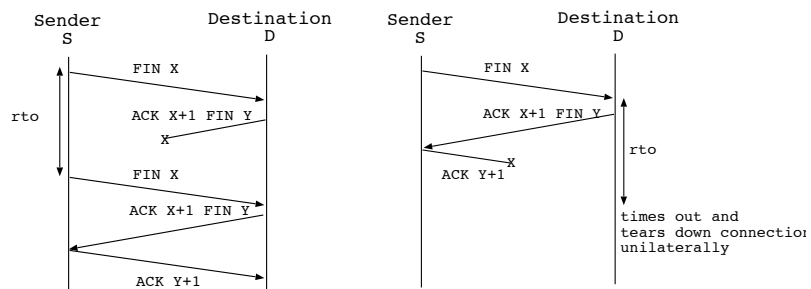 Sender
S
Destination
D
FIN X
rto
ACK X+1 FIN Y
X
FIN X
ACK X+1 FIN Y
ACK Y+1
Sender
S
Destination
D
FIN X
ACK X+1 FIN Y
rto
X
ACK Y+1
times out and
tears down connection
unilaterally